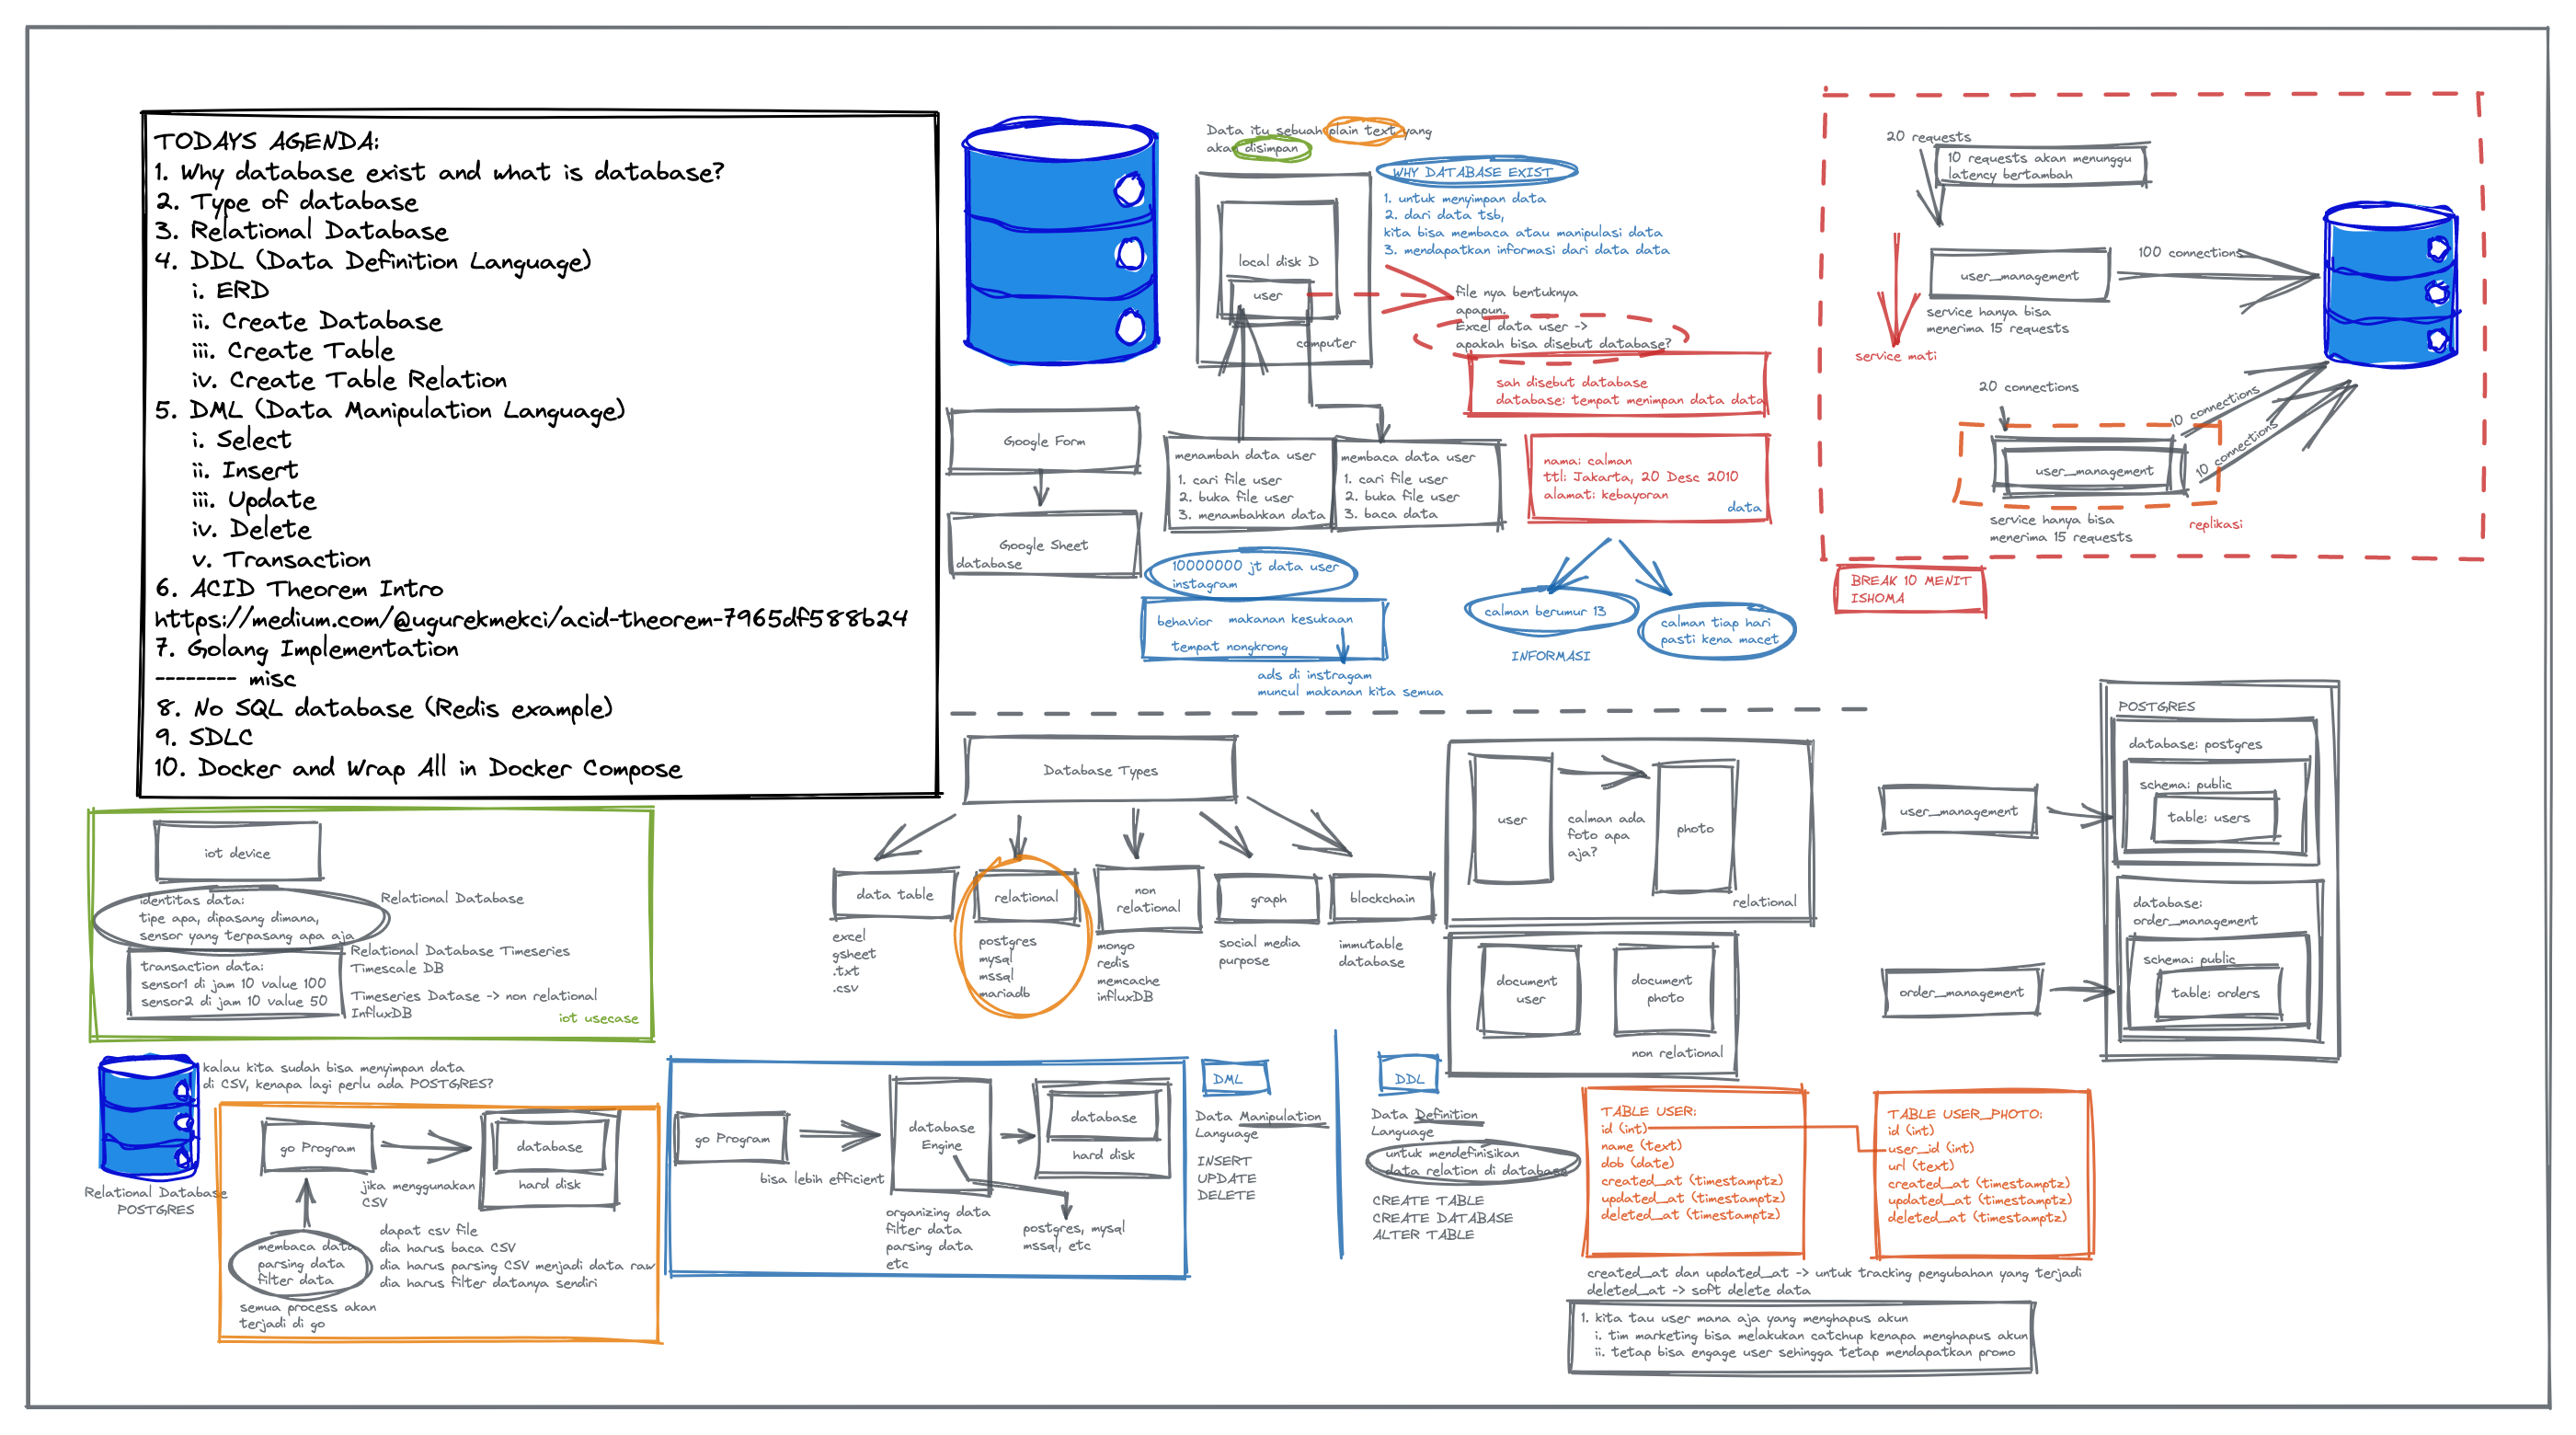 TODAYS AGENDA:
1. Why database exist and what is database?
2. Type of database
3. Relational Database
4. DDL (Data Definition Language)
i. ERD
ii. Create Database
iii. Create Table
iv. Create Table Relation
5. DML (Data Manipulation Language)
i. Select
ii. Insert
iii. Update
iv. Delete
v. Transaction
6. ACID Theorem Intro
https://medium.com/@ugurekmekci/acid-theorem-7965df588b24
7. Golang Implementation
-------- misc
8. No SQL database (Redis example)
9. SDLC
10. Docker and Wrap All in Docker Compose
Data itu sebuah plain text yang
akan disimpan
local disk D
user
computer
WHY DATABASE EXIST
1. untuk menyimpan data
2. dari data tsb,
kita bisa membaca atau manipulasi data
3. mendapatkan informasi dari data data
file nya bentuknya
apapun.
Excel data user ->
apakah bisa disebut database?
sah disebut database
database: tempat menimpan data data
Google Form
Google Sheet
database
menambah data user
1. cari file user
2. buka file user
3. menambahkan data
membaca data user
1. cari file user
2. buka file user
3. baca data
nama: calman
ttl: Jakarta, 20 Desc 2010
alamat: kebayoran
data
10000000 jt data user
instagram
behavior
makanan kesukaan
tempat nongkrong
ads di instragam
muncul makanan kita semua
calman berumur 13
calman tiap hari
pasti kena macet
INFORMASI
20 requests
10 requests akan menunggu
latency bertambah
user_management
100 connections
service hanya bisa
menerima 15 requests
service mati
20 connections
10 connections
10 connections
user_management
service hanya bisa
menerima 15 requests
replikasi
BREAK 10 MENIT
ISHOMA
Database Types
data table
relational
non
relational
graph
blockchain
excel
gsheet
.txt
.csv
postgres
mysql
mssql
mariadb
mongo
redis
memcache
influxDB
social media
purpose
immutable
database
user
calman ada
foto apa
aja?
photo
relational
document
user
document
photo
non relational
user_management
order_management
POSTGRES
database: postgres
schema: public
table: users
database:
order_management
schema: public
table: orders
iot device
identitas data:
tipe apa, dipasang dimana,
sensor yang terpasang apa aja
Relational Database
transaction data:
sensor1 di jam 10 value 100
sensor2 di jam 10 value 50
Relational Database Timeseries
Timescale DB
Timeseries Datase -> non relational
InfluxDB
iot usecase
kalau kita sudah bisa menyimpan data
di CSV, kenapa lagi perlu ada POSTGRES?
Relational Database
POSTGRES
go Program
jika menggunakan
CSV
database
hard disk
membaca data
parsing data
filter data
semua process akan
terjadi di go
dapat csv file
dia harus baca CSV
dia harus parsing CSV menjadi data raw
dia harus filter datanya sendiri
go Program
bisa lebih efficient
database
Engine
database
hard disk
organizing data
filter data
parsing data
etc
postgres, mysql
mssql, etc
DML
Data Manipulation
Language
INSERT
UPDATE
DELETE
DDL
Data Definition
Language
untuk mendefinisikan
data relation di database
CREATE TABLE
CREATE DATABASE
ALTER TABLE
TABLE USER:
id (int)
name (text)
dob (date)
created_at (timestamptz)
updated_at (timestamptz)
deleted_at (timestamptz)
TABLE USER_PHOTO:
id (int)
user_id (int)
url (text)
created_at (timestamptz)
updated_at (timestamptz)
deleted_at (timestamptz)
created_at dan updated_at -> untuk tracking pengubahan yang terjadi
deleted_at -> soft delete data
1. kita tau user mana aja yang menghapus akun
i. tim marketing bisa melakukan catchup kenapa menghapus akun
ii. tetap bisa engage user sehingga tetap mendapatkan promo